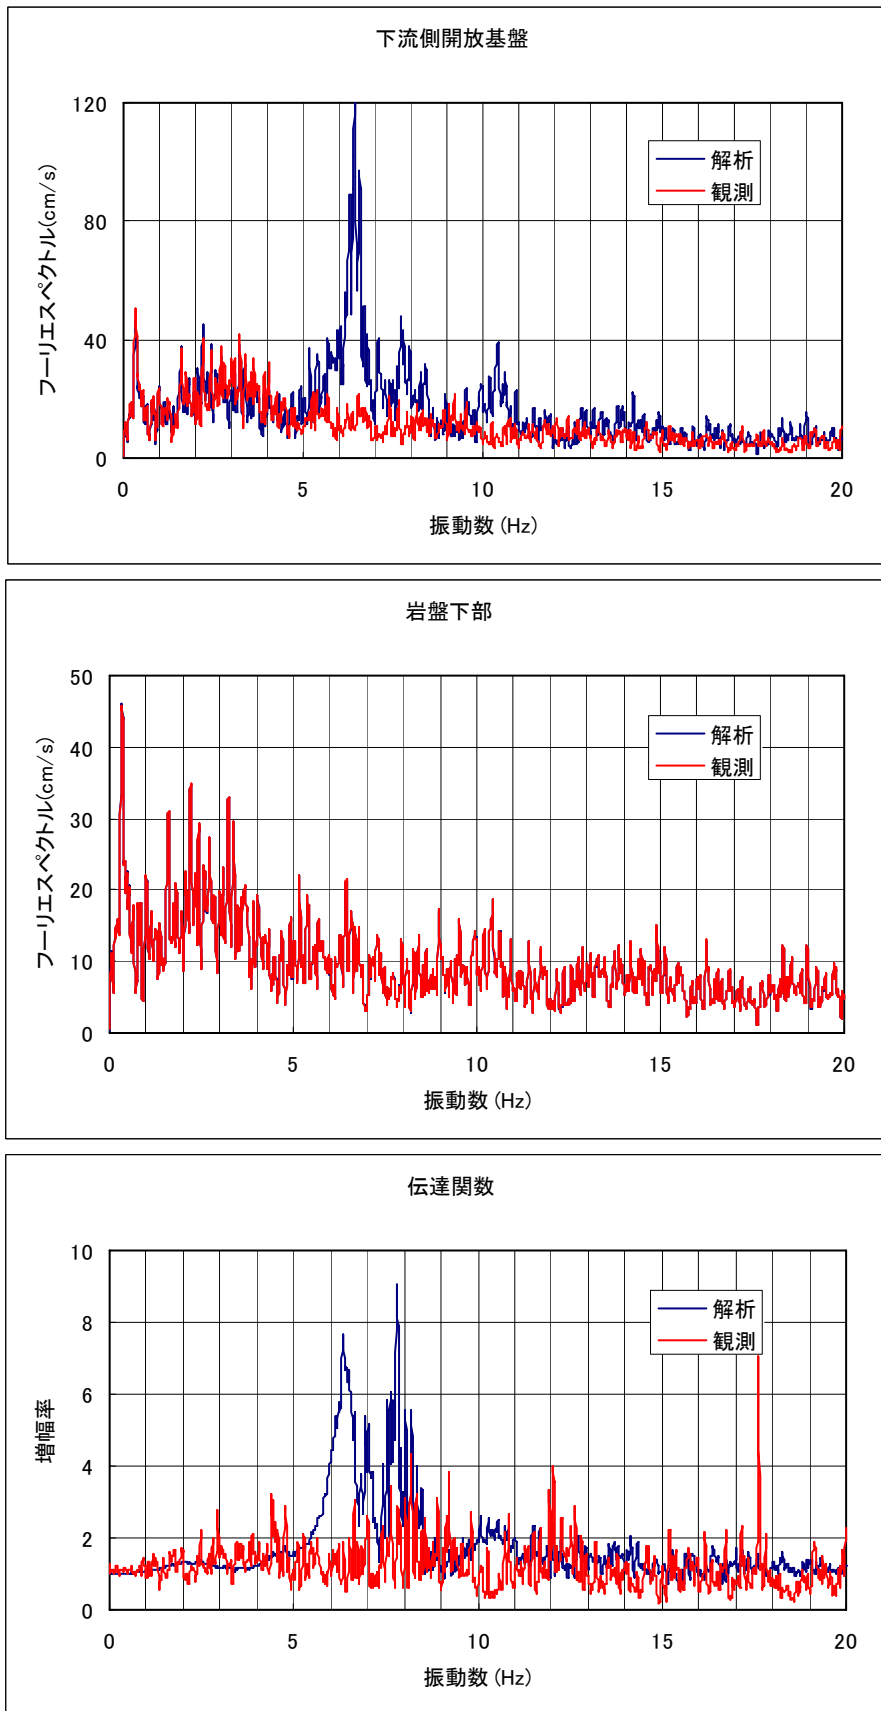 下流側開放基盤
120
80
40
0
フーリエスペクトル(cm/s)
解析
観測
0 5 10 15 20
振動数 (Hz)
岩盤下部
50
40
30
20
10
0
フーリエスペクトル(cm/s)
解析
観測
0 5 10 15 20
振動数 (Hz)
伝達関数
10
8
6
4
2
0
増幅率
解析
観測
0 5 10 15 20
振動数 (Hz)